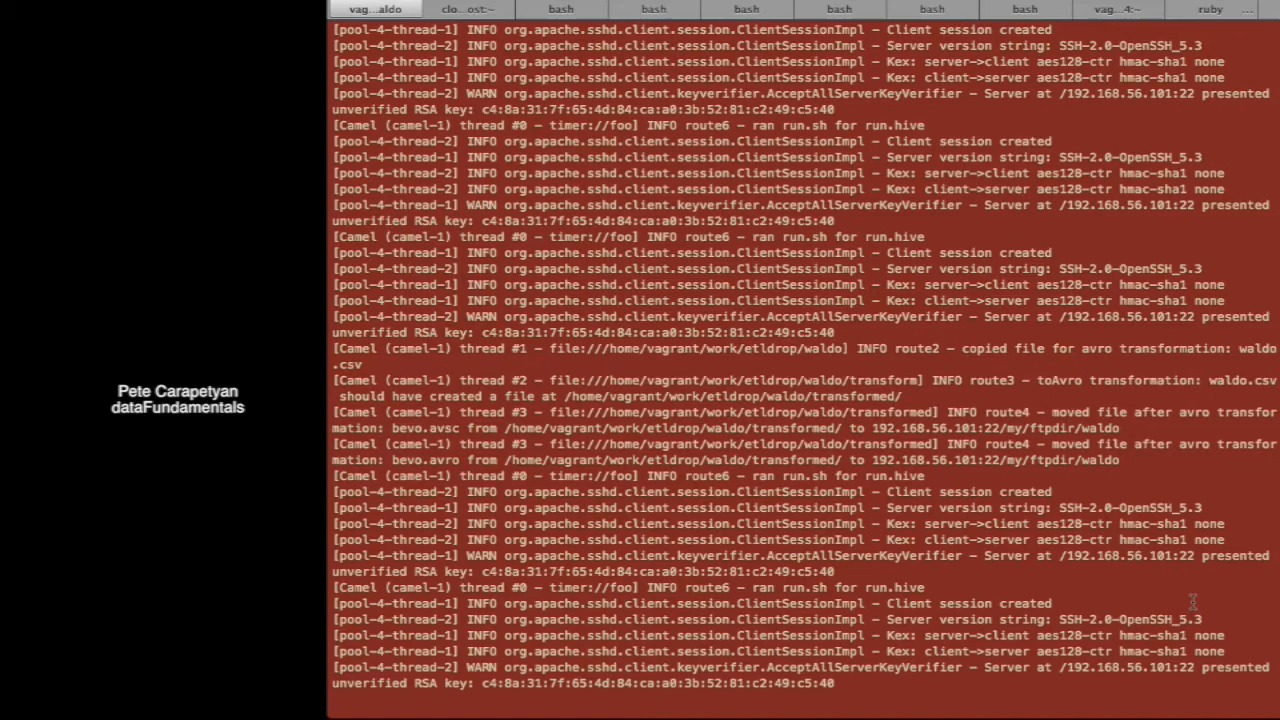 vag...aldo
clo...ost:~
bash
bash
bash
bash
bash
bash
vag...4:~
ruby
...
[pool-4-thread-1] INFO org.apache.sshd.client.session.ClientSessionImpl - Client session created
[pool-4-thread-1] INFO org.apache.sshd.client.session.ClientSessionImpl - Server version string: SSH-2.0-OpenSSH_5.3
[pool-4-thread-1] INFO org.apache.sshd.client.session.ClientSessionImpl - Kex: server->client aes128-ctr hmac-sha1 none
[pool-4-thread-1] INFO org.apache.sshd.client.session.ClientSessionImpl - Kex: client->server aes128-ctr hmac-sha1 none
[pool-4-thread-2] WARN org.apache.sshd.client.keyverifier.AcceptAllServerKeyVerifier - Server at /192.168.56.101:22 presented
unverified RSA key: c4:8a:31:7f:65:4d:84:ca:a0:3b:52:81:c2:49:c5:40
[Camel (camel-1) thread #0 - timer://foo] INFO route6 - ran run.sh for run.hive
[pool-4-thread-2] INFO org.apache.sshd.client.session.ClientSessionImpl - Client session created
[pool-4-thread-1] INFO org.apache.sshd.client.session.ClientSessionImpl - Server version string: SSH-2.0-OpenSSH_5.3
[pool-4-thread-2] INFO org.apache.sshd.client.session.ClientSessionImpl - Kex: server->client aes128-ctr hmac-sha1 none
[pool-4-thread-2] INFO org.apache.sshd.client.session.ClientSessionImpl - Kex: client->server aes128-ctr hmac-sha1 none
[pool-4-thread-1] WARN org.apache.sshd.client.keyverifier.AcceptAllServerKeyVerifier - Server at /192.168.56.101:22 presented
unverified RSA key: c4:8a:31:7f:65:4d:84:ca:a0:3b:52:81:c2:49:c5:40
[Camel (camel-1) thread #0 - timer://foo] INFO route6 - ran run.sh for run.hive
[pool-4-thread-1] INFO org.apache.sshd.client.session.ClientSessionImpl - Client session created
[pool-4-thread-2] INFO org.apache.sshd.client.session.ClientSessionImpl - Server version string: SSH-2.0-OpenSSH_5.3
[pool-4-thread-1] INFO org.apache.sshd.client.session.ClientSessionImpl - Kex: server->client aes128-ctr hmac-sha1 none
[pool-4-thread-1] INFO org.apache.sshd.client.session.ClientSessionImpl - Kex: client->server aes128-ctr hmac-sha1 none
[pool-4-thread-2] WARN org.apache.sshd.client.keyverifier.AcceptAllServerKeyVerifier - Server at /192.168.56.101:22 presented
unverified RSA key: c4:8a:31:7f:65:4d:84:ca:a0:3b:52:81:c2:49:c5:40
[Camel (camel-1) thread #1 - file:///home/vagrant/work/etldrop/waldo] INFO route2 - copied file for avro transformation: waldo
.csv
[Camel (camel-1) thread #2 - file:///home/vagrant/work/etldrop/waldo/transform] INFO route3 - toAvro transformation: waldo.csv
should have created a file at /home/vagrant/work/etldrop/waldo/transformed/
[Camel (camel-1) thread #3 - file:///home/vagrant/work/etldrop/waldo/transformed] INFO route4 - moved file after avro transfor
mation: bevo.avsc from /home/vagrant/work/etldrop/waldo/transformed/ to 192.168.56.101:22/my/ftpdir/waldo
[Camel (camel-1) thread #3 - file:///home/vagrant/work/etldrop/waldo/transformed] INFO route4 - moved file after avro transfor
mation: bevo.avro from /home/vagrant/work/etldrop/waldo/transformed/ to 192.168.56.101:22/my/ftpdir/waldo
[Camel (camel-1) thread #0 - timer://foo] INFO route6 - ran run.sh for run.hive
[pool-4-thread-2] INFO org.apache.sshd.client.session.ClientSessionImpl - Client session created
[pool-4-thread-1] INFO org.apache.sshd.client.session.ClientSessionImpl - Server version string: SSH-2.0-OpenSSH_5.3
[pool-4-thread-2] INFO org.apache.sshd.client.session.ClientSessionImpl - Kex: server->client aes128-ctr hmac-sha1 none
[pool-4-thread-2] INFO org.apache.sshd.client.session.ClientSessionImpl - Kex: client->server aes128-ctr hmac-sha1 none
[pool-4-thread-1] WARN org.apache.sshd.client.keyverifier.AcceptAllServerKeyVerifier - Server at /192.168.56.101:22 presented
unverified RSA key: c4:8a:31:7f:65:4d:84:ca:a0:3b:52:81:c2:49:c5:40
[Camel (camel-1) thread #0 - timer://foo] INFO route6 - ran run.sh for run.hive
[pool-4-thread-1] INFO org.apache.sshd.client.session.ClientSessionImpl - Client session created
[pool-4-thread-2] INFO org.apache.sshd.client.session.ClientSessionImpl - Server version string: SSH-2.0-OpenSSH_5.3
[pool-4-thread-1] INFO org.apache.sshd.client.session.ClientSessionImpl - Kex: server->client aes128-ctr hmac-sha1 none
[pool-4-thread-1] INFO org.apache.sshd.client.session.ClientSessionImpl - Kex: client->server aes128-ctr hmac-sha1 none
[pool-4-thread-2] WARN org.apache.sshd.client.keyverifier.AcceptAllServerKeyVerifier - Server at /192.168.56.101:22 presented
unverified RSA key: c4:8a:31:7f:65:4d:84:ca:a0:3b:52:81:c2:49:c5:40
Pete Carapetyan
dataFundamentals